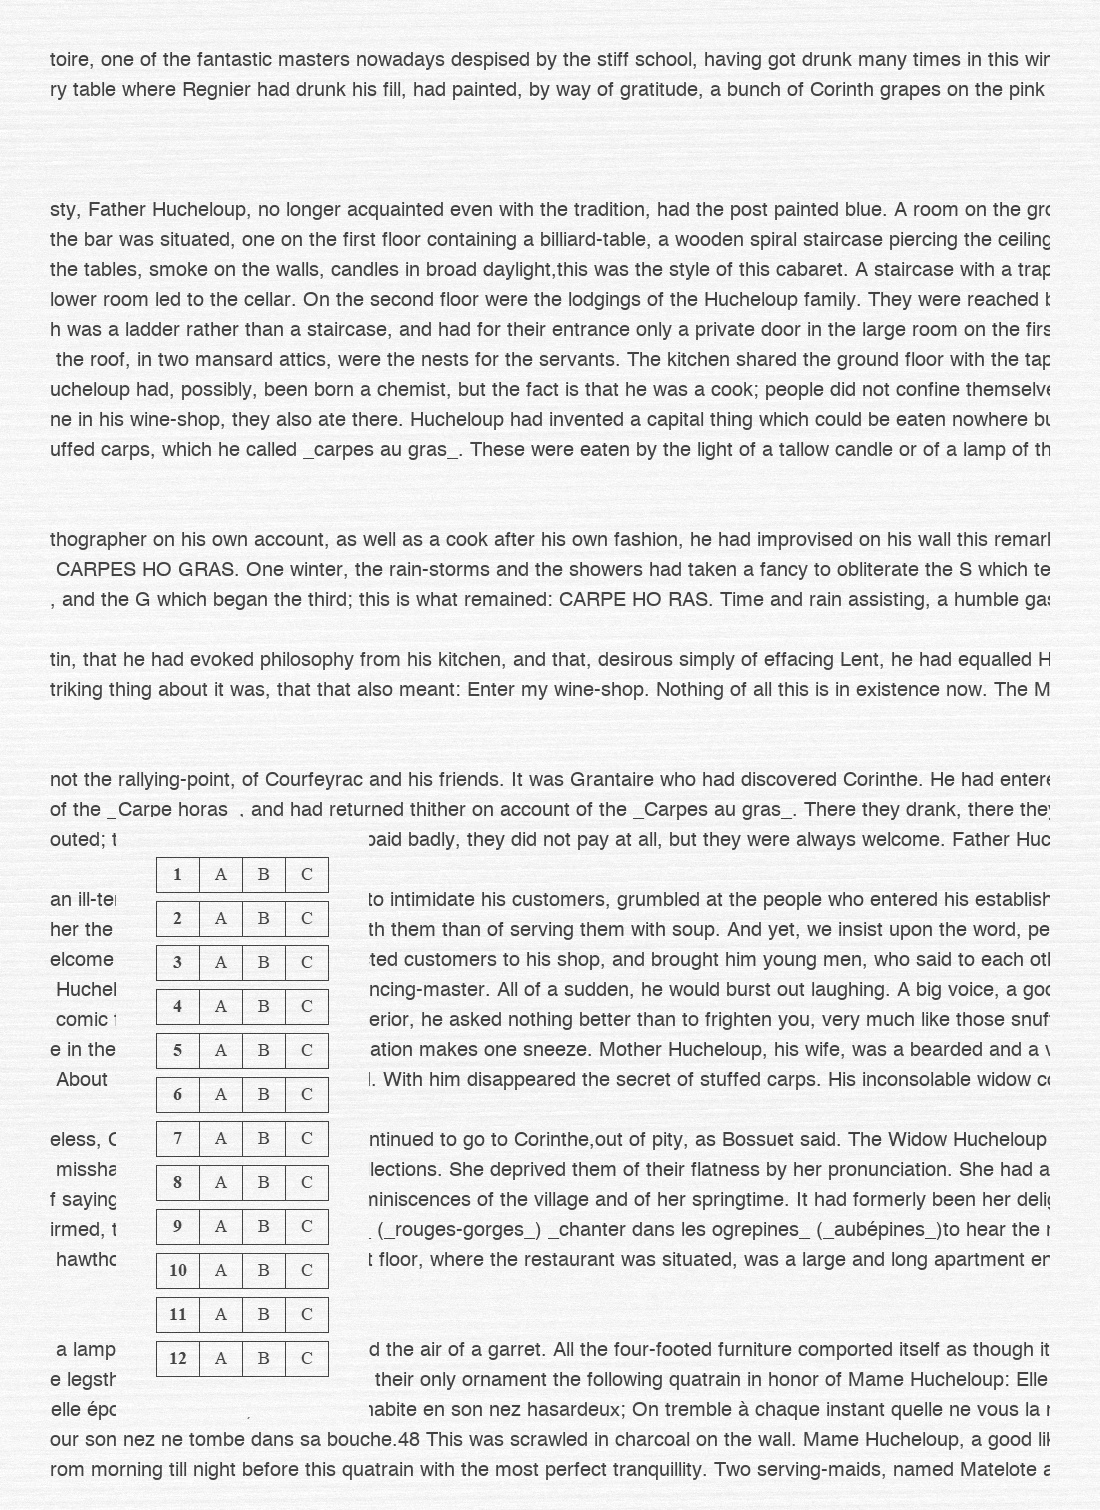 toire, one of the fantastic masters nowadays despised by the stiff school, having got drunk many times in this wir
ry table where Regnier had drunk his fill, had painted, by way of gratitude, a bunch of Corinth grapes on the pink
sty, Father Hucheloup, no longer acquainted even with the tradition, had the post painted blue. A room on the gro
the bar was situated, one on the first floor containing a billiard-table, a wooden spiral staircase piercing the ceiling
the tables, smoke on the walls, candles in broad daylight,this was the style of this cabaret. A staircase with a trap
lower room led to the cellar. On the second floor were the lodgings of the Hucheloup family. They were reached b
h was a ladder rather than a staircase, and had for their entrance only a private door in the large room on the firs
the roof, in two mansard attics, were the nests for the servants. The kitchen shared the ground floor with the tap
ucheloup had, possibly, been born a chemist, but the fact is that he was a cook; people did not confine themselve
ne in his wine-shop, they also ate there. Hucheloup had invented a capital thing which could be eaten nowhere bu
uffed carps, which he called _carpes au gras_. These were eaten by the light of a tallow candle or of a lamp of th
thographer on his own account, as well as a cook after his own fashion, he had improvised on his wall this remarl
CARPES HO GRAS. One winter, the rain-storms and the showers had taken a fancy to obliterate the S which te
, and the G which began the third; this is what remained: CARPE HO RAS. Time and rain assisting, a humble gas
tin, that he had evoked philosophy from his kitchen, and that, desirous simply of effacing Lent, he had equalled H
triking thing about it was, that that also meant: Enter my wine-shop. Nothing of all this is in existence now. The M
not the rallying-point, of Courfeyrac and his friends. It was Grantaire who had discovered Corinthe. He had entere
of the _Carpe horas_, and had returned thither on account of the _Carpes au gras_. There they drank, there they
outed; t paid badly, they did not pay at all, but they were always welcome. Father Huc
an ill-te to intimidate his customers, grumbled at the people who entered his establish
her the th them than of serving them with soup. And yet, we insist upon the word, pe
elcome ted customers to his shop, and brought him young men, who said to each otl
Huchel ncing-master. All of a sudden, he would burst out laughing. A big voice, a goo
comic f erior, he asked nothing better than to frighten you, very much like those snuf
e in the ation makes one sneeze. Mother Hucheloup, his wife, was a bearded and a v
About l. With him disappeared the secret of stuffed carps. His inconsolable widow co
eless, C ntinued to go to Corinthe,out of pity, as Bossuet said. The Widow Hucheloup
missha lections. She deprived them of their flatness by her pronunciation. She had a
f saying miniscences of the village and of her springtime. It had formerly been her delig
irmed, t _ (_rouges-gorges_) _chanter dans les ogrepines_ (_aubépines_)to hear the r
hawtho t floor, where the restaurant was situated, was a large and long apartment en
a lamp d the air of a garret. All the four-footed furniture comported itself as though it
e legsth their only ornament the following quatrain in honor of Mame Hucheloup: Elle
elle épo habite en son nez hasardeux; On tremble à chaque instant quelle ne vous la r
our son nez ne tombe dans sa bouche.48 This was scrawled in charcoal on the wall. Mame Hucheloup, a good lik
rom morning till night before this quatrain with the most perfect tranquillity. Two serving-maids, named Matelote a
1 A B C
2 A B C
3 A B C
4 A B C
5 A B C
6 A B C
7 A B C
8 A B C
9 A B C
10 A B C
11 A B C
12 A B C